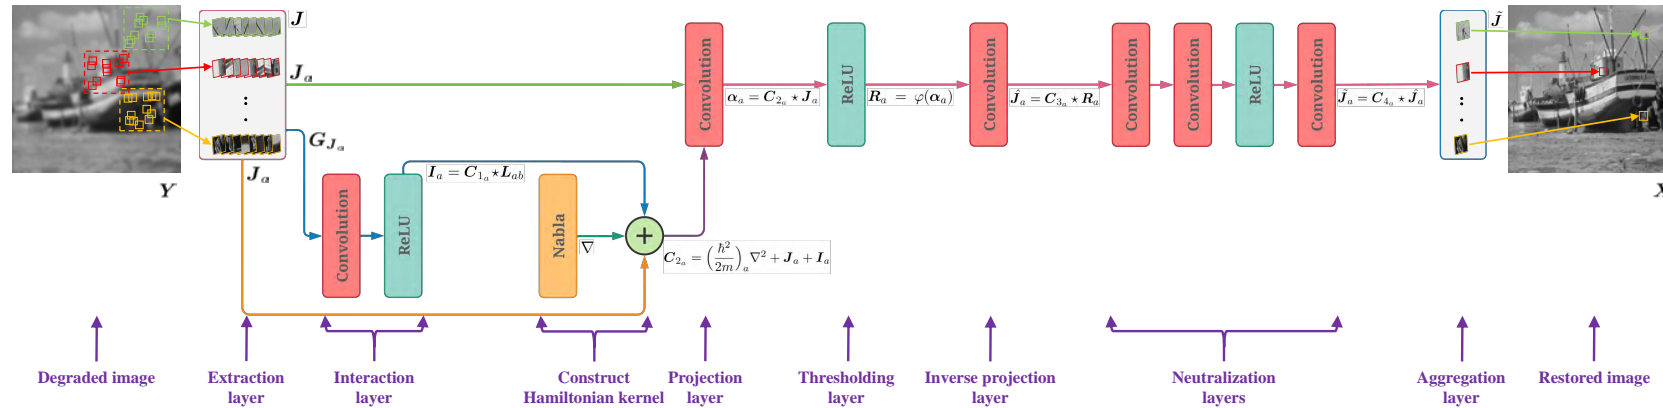 J
J̃
J_a
α_a = C_{2_a} ⋆ J_a
R_a = φ(α_a)
Ĵ_a = C_{3_a} ⋆ R_a
J̃_a = C_{4_a} ⋆ Ĵ_a
Convolution
ReLU
Convolution
Convolution
Convolution
ReLU
Convolution
G_{J_a}
Y
J_a
I_a = C_{1_a} ⋆ L_{ab}
X
Convolution
ReLU
Nabla
∇
+
C_{2_a} = (ℏ²/2m)_a ∇² + J_a + I_a
Degraded image
Extraction
layer
Interaction
layer
Construct
Hamiltonian kernel
Projection
layer
Thresholding
layer
Inverse projection
layer
Neutralization
layers
Aggregation
layer
Restored image